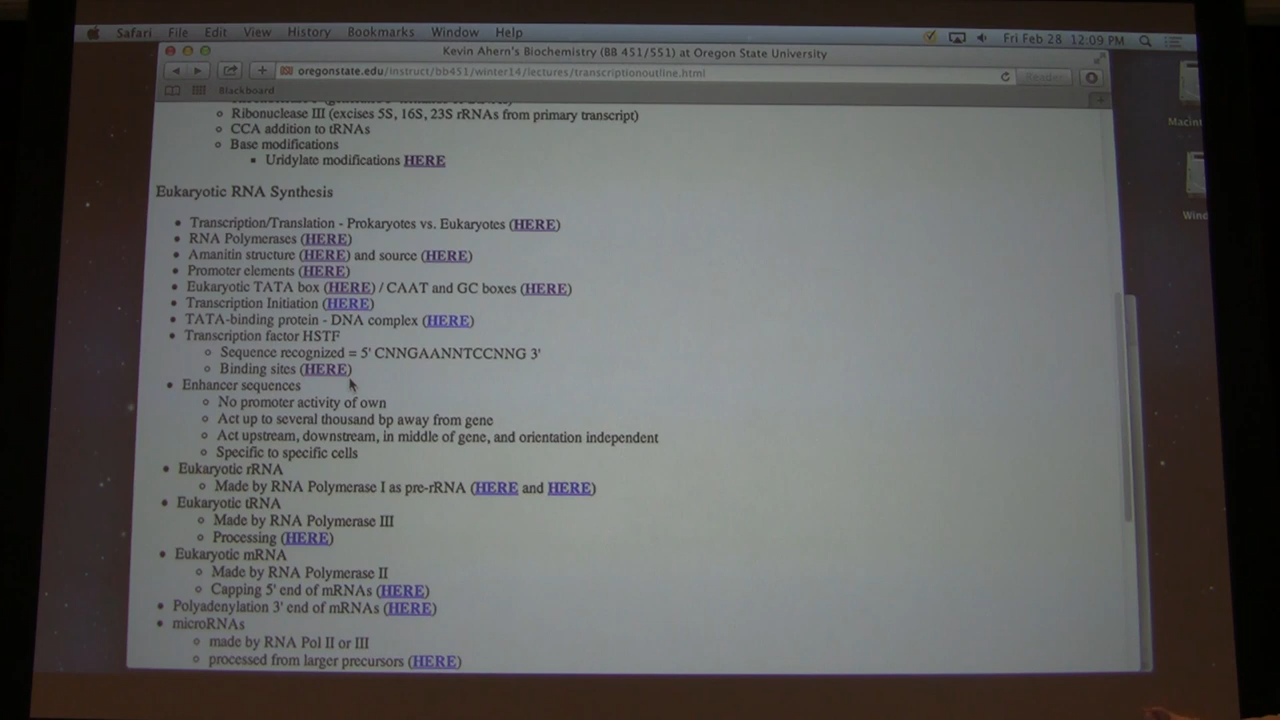 Safari File Edit View History Bookmarks Window Help Fri Feb 28 12:09 PM
Kevin Ahern's Biochemistry (BB 451/551) at Oregon State University
oregonstate.edu/instruct/bb451/winter14/lectures/transcriptionoutline.html Reader
Blackboard
Ribonuclease III (excises 5S, 16S, 23S rRNAs from primary transcript)
CCA addition to tRNAs
Base modifications
Uridylate modifications HERE
Eukaryotic RNA Synthesis
Transcription/Translation - Prokaryotes vs. Eukaryotes (HERE)
RNA Polymerases (HERE)
Amanitin structure (HERE) and source (HERE)
Promoter elements (HERE)
Eukaryotic TATA box (HERE) / CAAT and GC boxes (HERE)
Transcription Initiation (HERE)
TATA-binding protein - DNA complex (HERE)
Transcription factor HSTF
Sequence recognized = 5' CNNGAANNTCCNNG 3'
Binding sites (HERE)
Enhancer sequences
No promoter activity of own
Act up to several thousand bp away from gene
Act upstream, downstream, in middle of gene, and orientation independent
Specific to specific cells
Eukaryotic rRNA
Made by RNA Polymerase I as pre-rRNA (HERE and HERE)
Eukaryotic tRNA
Made by RNA Polymerase III
Processing (HERE)
Eukaryotic mRNA
Made by RNA Polymerase II
Capping 5' end of mRNAs (HERE)
Polyadenylation 3' end of mRNAs (HERE)
microRNAs
made by RNA Pol II or III
processed from larger precursors (HERE)
Macint
Wind